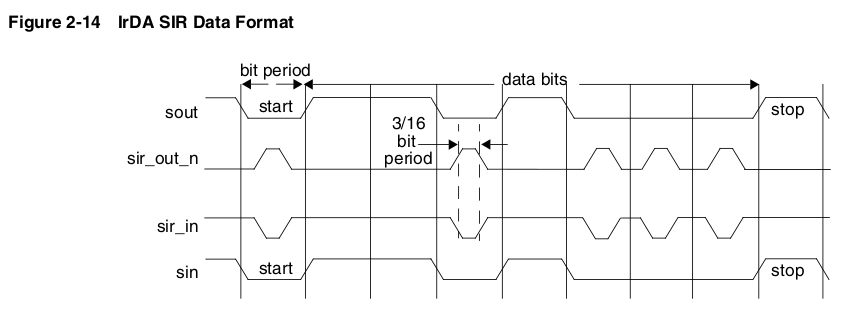 Figure 2-14 IrDA SIR Data Format
bit period
data bits
sout
start
stop
3/16
bit
period
sir_out_n
sir_in
sin
start
stop